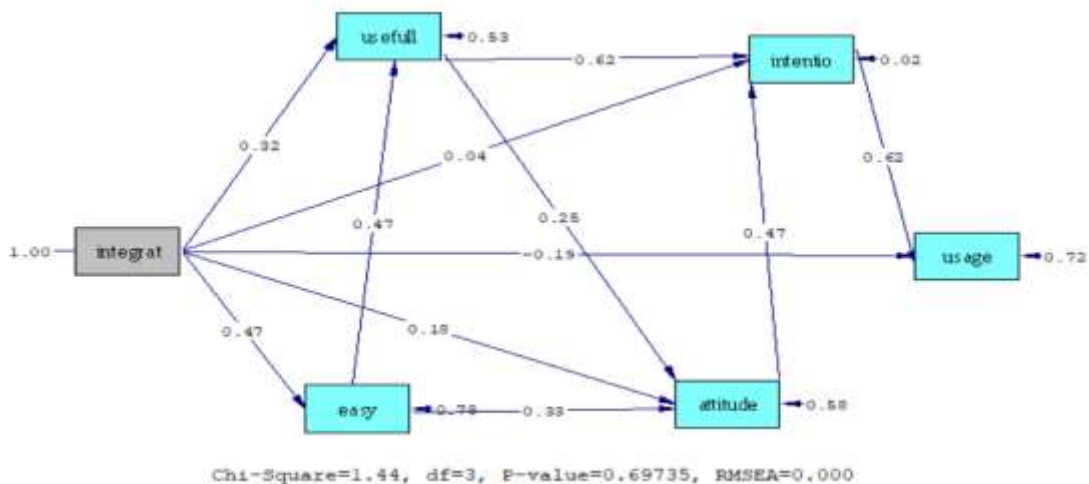 usefull
0.53
0.62
intentio
0.02
0.32
0.04
0.62
0.47
0.25
0.47
1.00
integrat
-0.19
usage
0.72
0.47
0.18
easy
0.78
0.33
attitude
0.58
Chi-Square=1.44, df=3, P-value=0.69735, RMSEA=0.000